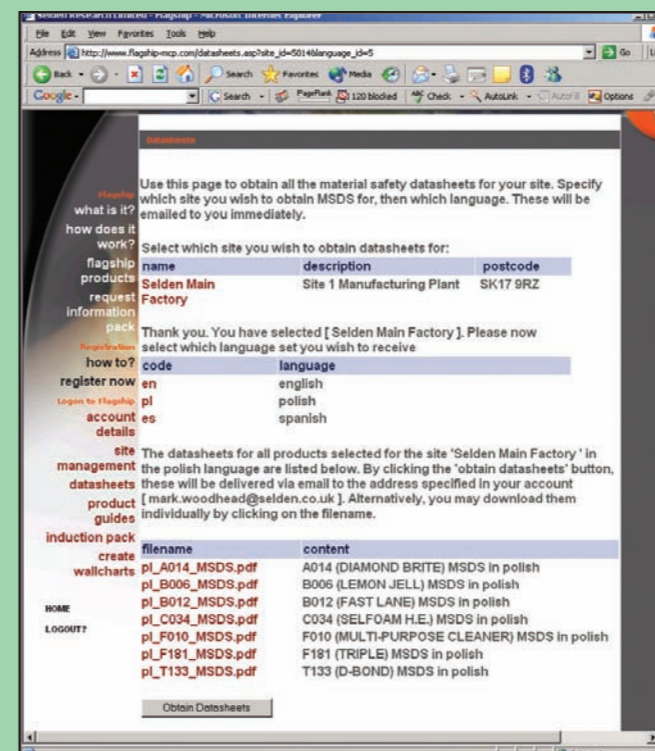 Selden Research Limited - Flagship - Microsoft Internet Explorer
File Edit View Favorites Tools Help
Address http://www.flagship-mcp.com/datasheets.asp?site_id=5014&language_id=5 Go
Back Search Favorites Media
Google Search PageRank 120 blocked Check AutoLink AutoFill Options
datasheets
Use this page to obtain all the material safety datasheets for your site. Specify
which site you wish to obtain MSDS for, then which language. These will be
emailed to you immediately.
Select which site you wish to obtain datasheets for:
name description postcode
Selden Main Site 1 Manufacturing Plant SK17 9RZ
Factory
Thank you. You have selected [ Selden Main Factory ]. Please now
select which language set you wish to receive
code language
en english
pl polish
es spanish
The datasheets for all products selected for the site 'Selden Main Factory ' in
the polish language are listed below. By clicking the 'obtain datasheets' button,
these will be delivered via email to the address specified in your account
[ mark.woodhead@selden.co.uk ]. Alternatively, you may download them
individually by clicking on the filename.
filename content
pl_A014_MSDS.pdf A014 (DIAMOND BRITE) MSDS in polish
pl_B006_MSDS.pdf B006 (LEMON JELL) MSDS in polish
pl_B012_MSDS.pdf B012 (FAST LANE) MSDS in polish
pl_C034_MSDS.pdf C034 (SELFOAM H.E.) MSDS in polish
pl_F010_MSDS.pdf F010 (MULTI-PURPOSE CLEANER) MSDS in polish
pl_F181_MSDS.pdf F181 (TRIPLE) MSDS in polish
pl_T133_MSDS.pdf T133 (D-BOND) MSDS in polish
Obtain Datasheets
Flagship
what is it?
how does it
work?
flagship
products
request
information
pack
Registration
how to?
register now
Logon to Flagship
account
details
site
management
datasheets
product
guides
induction pack
create
wallcharts
HOME
LOGOUT?